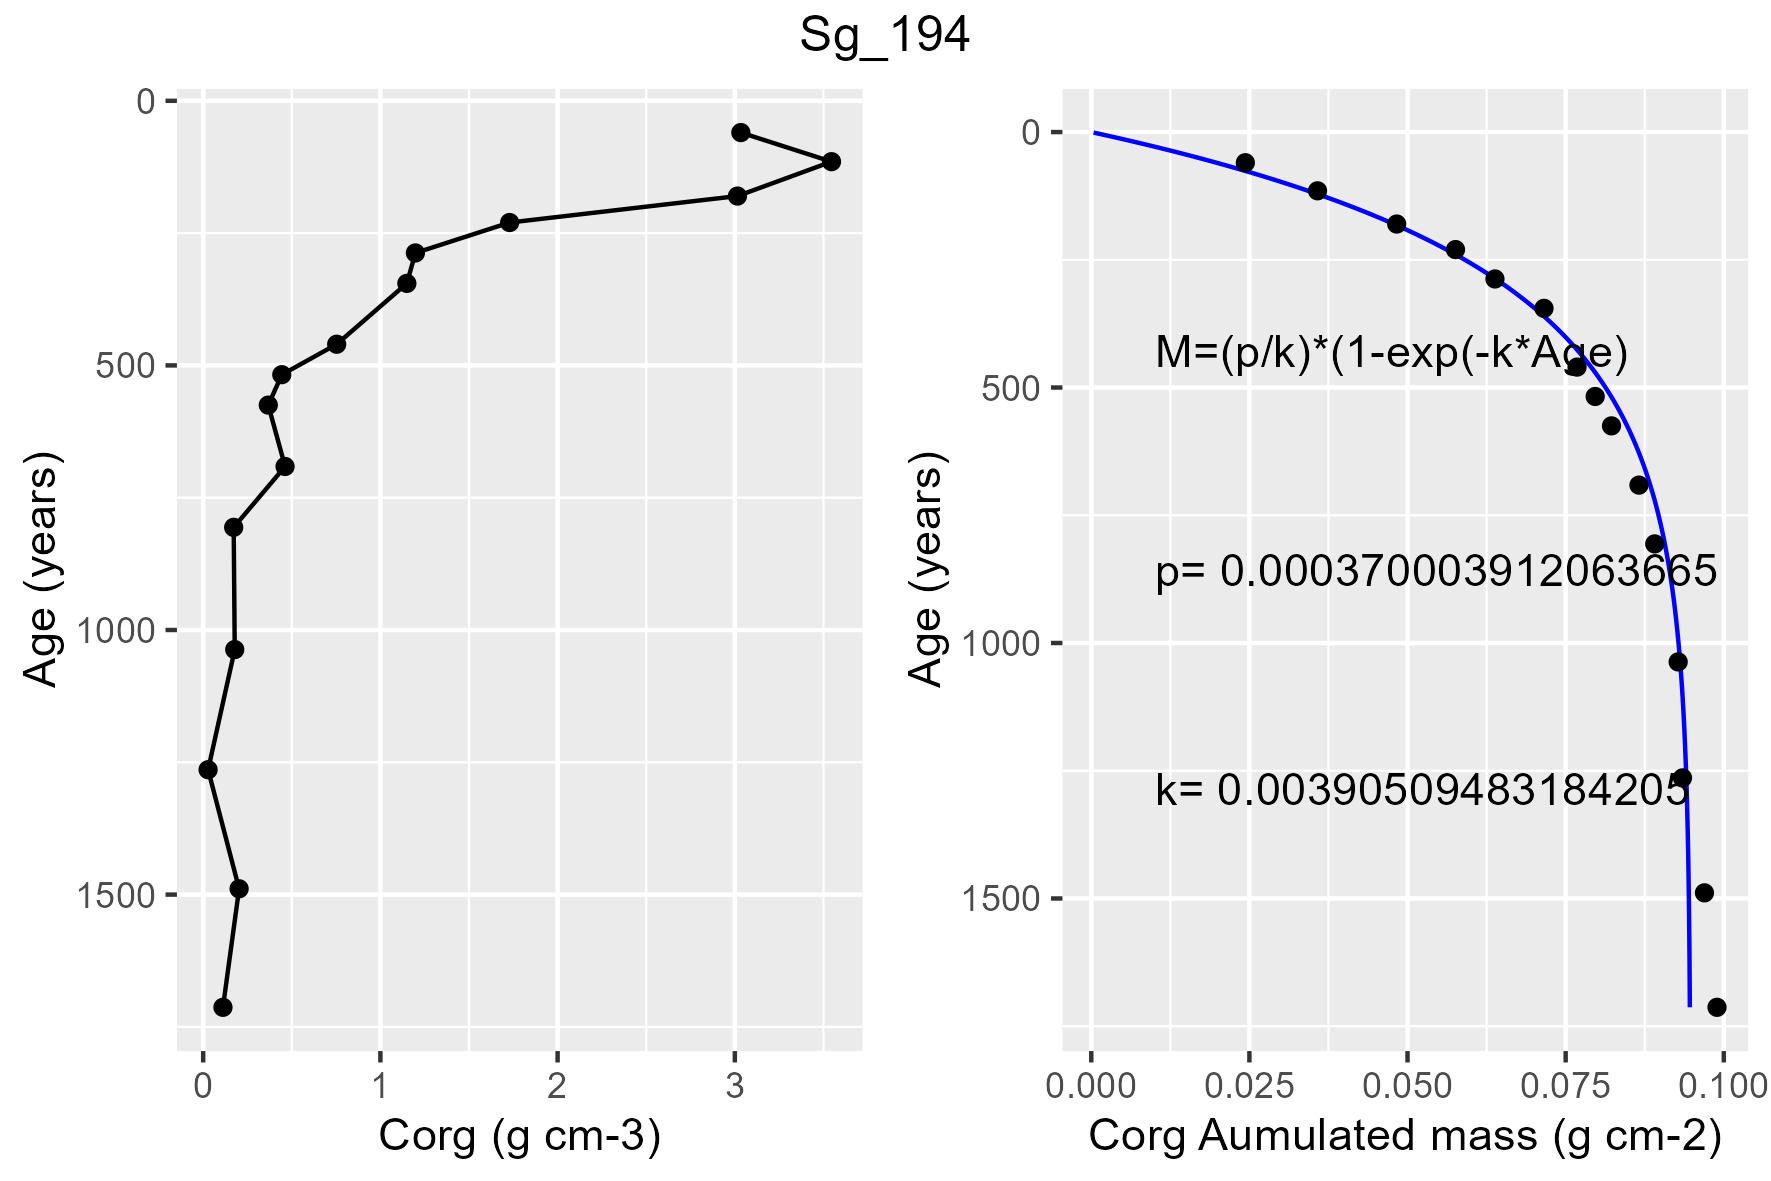 Sg_194
0
500
1000
1500
Age (years)
0
1
2
3
Corg (g cm-3)
0
500
1000
1500
Age (years)
M=(p/k)*(1-exp(-k*Age)
p= 0.000370003912063665
k= 0.00390509483184205
0.000
0.025
0.050
0.075
0.100
Corg Aumulated mass (g cm-2)